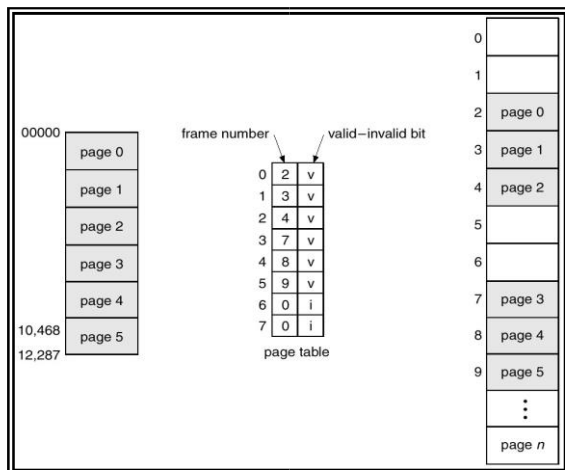 00000
page 0
page 1
page 2
page 3
page 4
10,468
page 5
12,287
frame number
valid–invalid bit
0 2 v
1 3 v
2 4 v
3 7 v
4 8 v
5 9 v
6 0 i
7 0 i
page table
0
1
2 page 0
3 page 1
4 page 2
5
6
7 page 3
8 page 4
9 page 5
⋮
page n